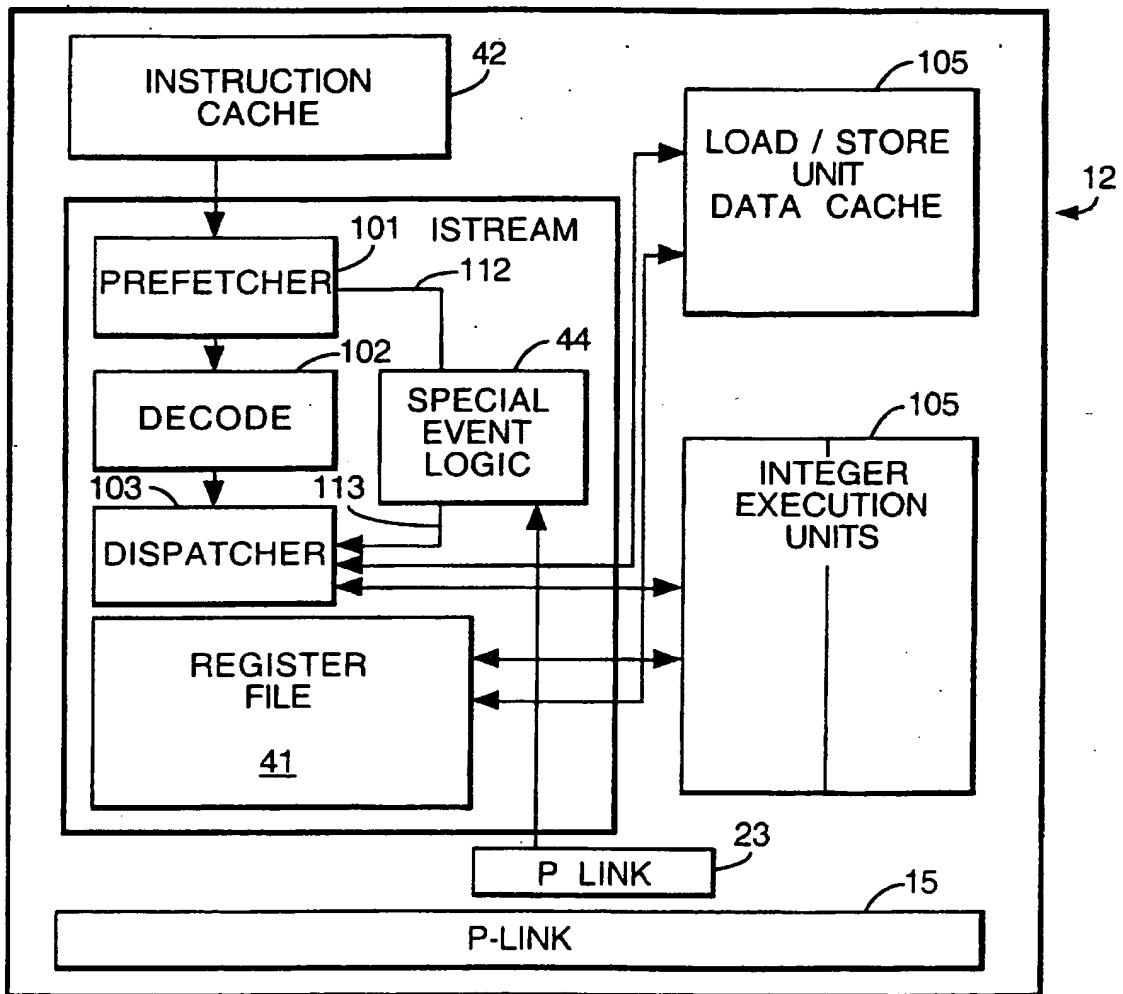 INSTRUCTION
CACHE
42
105
LOAD / STORE
UNIT
DATA CACHE
12
ISTREAM
101
PREFETCHER
112
102
DECODE
44
SPECIAL
EVENT
LOGIC
105
INTEGER
EXECUTION
UNITS
103
113
DISPATCHER
REGISTER
FILE
41
23
P LINK
15
P-LINK